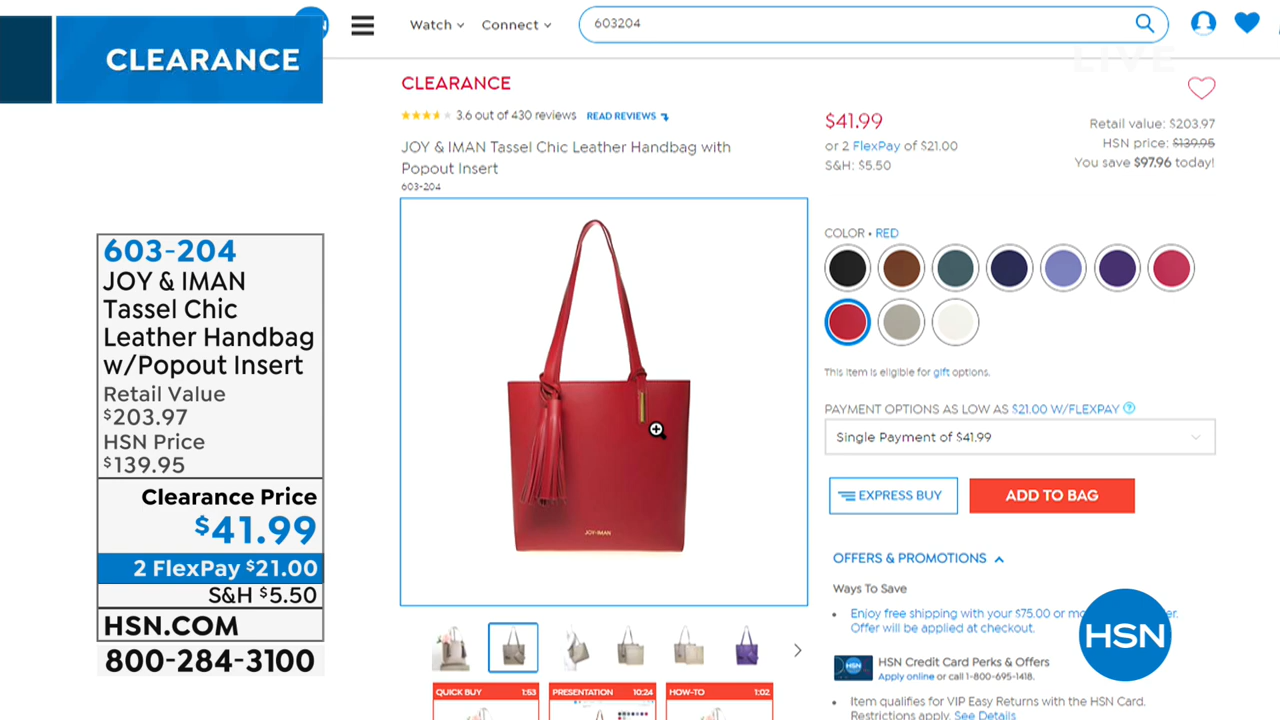 CLEARANCE
HSN
Watch
Connect
603204
LIVE
CLEARANCE
3.6 out of 430 reviews READ REVIEWS
JOY & IMAN Tassel Chic Leather Handbag with
Popout Insert
603-204
$41.99
or 2 FlexPay of $21.00
S&H: $5.50
Retail value: $203.97
HSN price: $139.95
You save $97.96 today!
COLOR • RED
This item is eligible for gift options.
PAYMENT OPTIONS AS LOW AS $21.00 W/FLEXPAY ?
Single Payment of $41.99
EXPRESS BUY
ADD TO BAG
OFFERS & PROMOTIONS
Ways To Save
• Enjoy free shipping with your $75.00 or
Offer will be applied at checkout.
HSN
HSN Credit Card Perks & Offers
Apply online or call 1-800-695-1418.
• Item qualifies for VIP Easy Returns with the HSN Card.
Restrictions apply. See Details
HSN
JOY•IMAN
QUICK BUY 1:53
PRESENTATION 10:24
HOW-TO 1:02
603-204
JOY & IMAN
Tassel Chic
Leather Handbag
w/Popout Insert
Retail Value
$203.97
HSN Price
$139.95
Clearance Price
$41.99
2 FlexPay $21.00
S&H $5.50
HSN.COM
800-284-3100